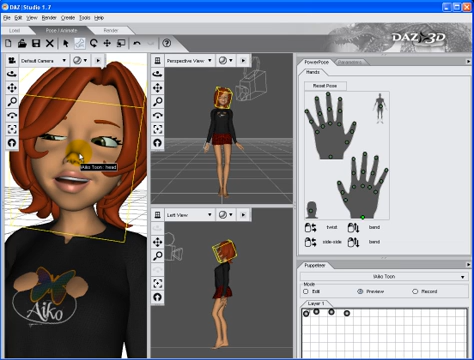 DAZ|Studio 1.7
File Edit View Render Create Tools Help
Load Pose / Animate Render
DAZ 3D
Default Camera
Perspective View
Left View
!Aiko Toon : head
Aiko
PowerPose Parameters
Hands
Reset Pose
twist bend
side-side bend
Puppeteer
!Aiko Toon
Mode
Edit Preview Record
Layer 1